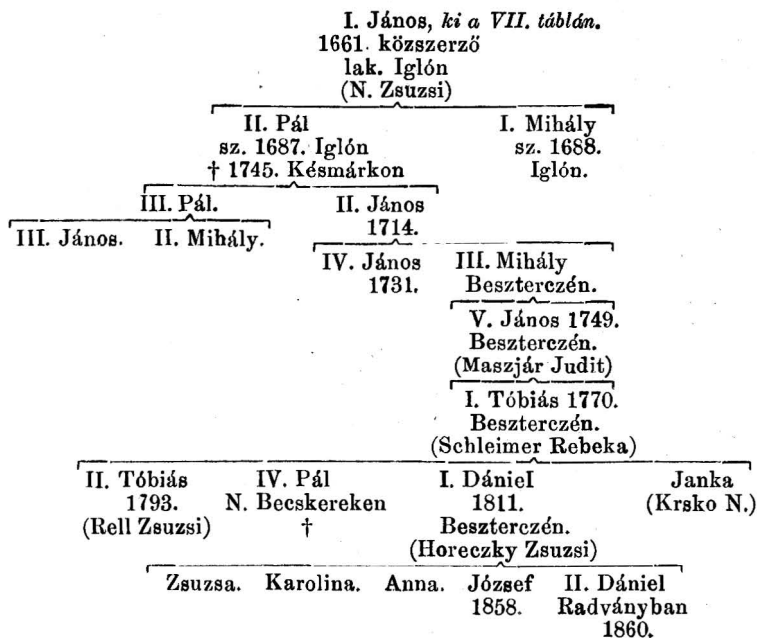 I. János, ki a VII. táblán.
1661. közszerző
lak. Iglón
(N. Zsuzsi)
II. Pál I. Mihály
sz. 1687. Iglón sz. 1688.
† 1745. Késmárkon Iglón.
III. Pál. II. János
1714.
III. János. II. Mihály.
IV. János III. Mihály
1731. Beszterczén.
V. János 1749.
Beszterczén.
(Maszjár Judit)
I. Tóbiás 1770.
Beszterczén.
(Schleimer Rebeka)
II. Tóbiás IV. Pál I. Dániel Janka
1793. N. Becskereken 1811. (Krsko N.)
(Rell Zsuzsi) † Beszterczén.
(Horeczky Zsuzsi)
Zsuzsa. Karolina. Anna. József II. Dániel
1858. Radványban
1860.